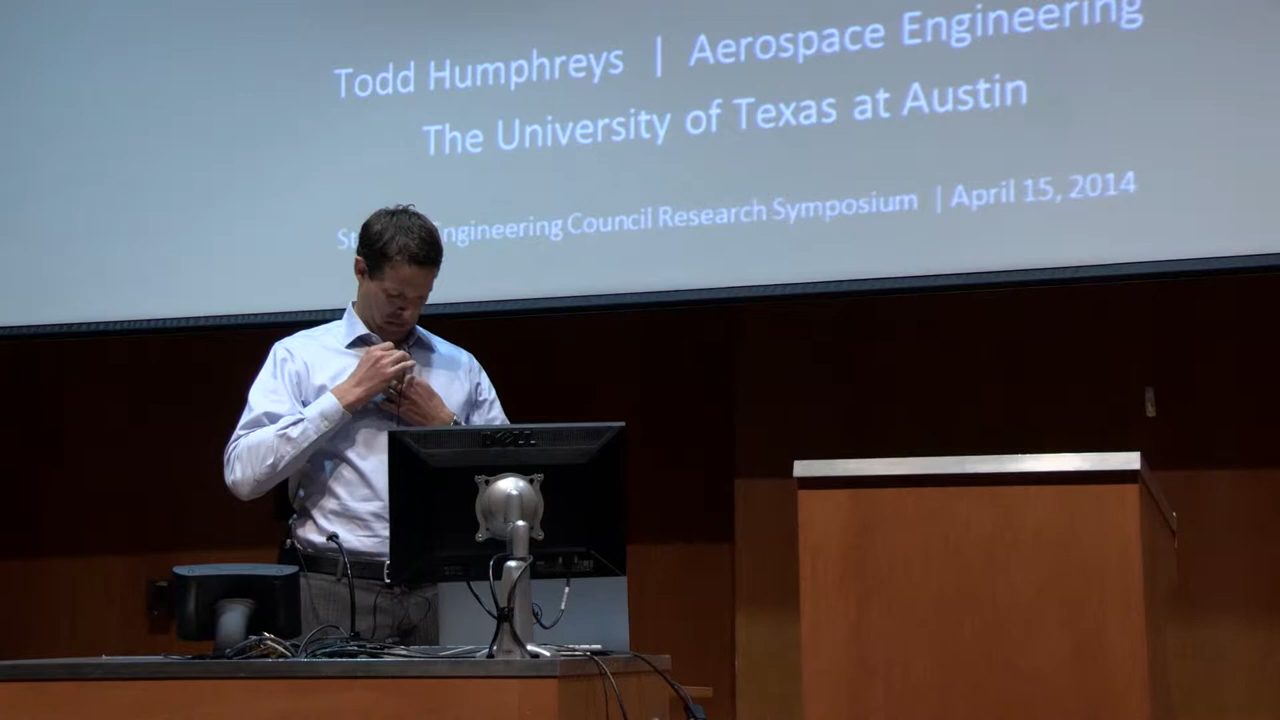 Todd Humphreys | Aerospace Engineering
The University of Texas at Austin
Engineering Council Research Symposium | April 15, 2014
DELL